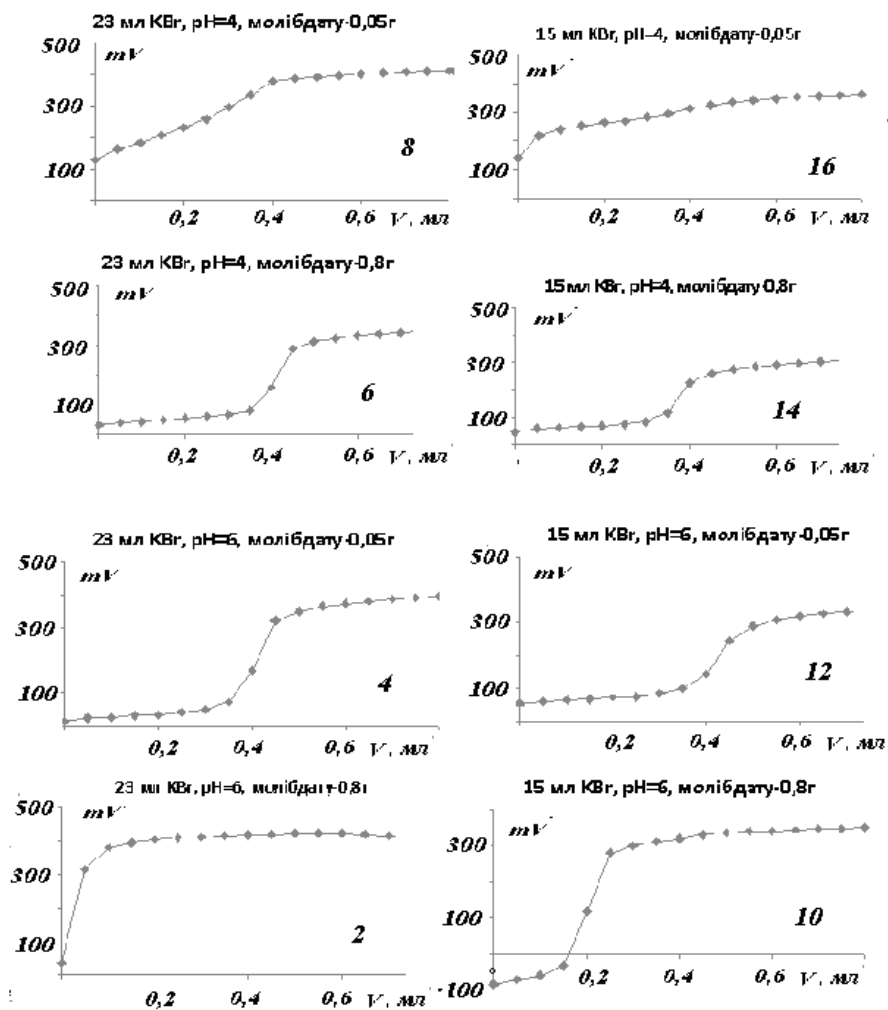 23 мл KBr, pH=4, молібдату-0,05г
500
mV
300
100
8
0,2
0,4
0,6
V, мл
15 мл KBr, pH=4, молібдату-0,05г
500
mV
300
100
16
0,2
0,4
0,6
V, мл
23 мл KBr, pH=4, молібдату-0,8г
500
mV
300
100
6
0,2
0,4
0,6
V, мл
15 мл KBr, pH=4, молібдату-0,8г
500
mV
300
100
14
0,2
0,4
0,6
V, мл
23 мл KBr, pH=6, молібдату-0,05г
500
mV
300
100
4
0,2
0,4
0,6
V, мл
15 мл KBr, pH=6, молібдату-0,05г
500
mV
300
100
12
0,2
0,4
0,6
V, мл
23 мл KBr, pH=6, молібдату-0,8г
500
mV
300
100
2
0,2
0,4
0,6
V, мл
15 мл KBr, pH=6, молібдату-0,8г
300
mV
100
10
-100
0,2
0,4
0,6
V, мл